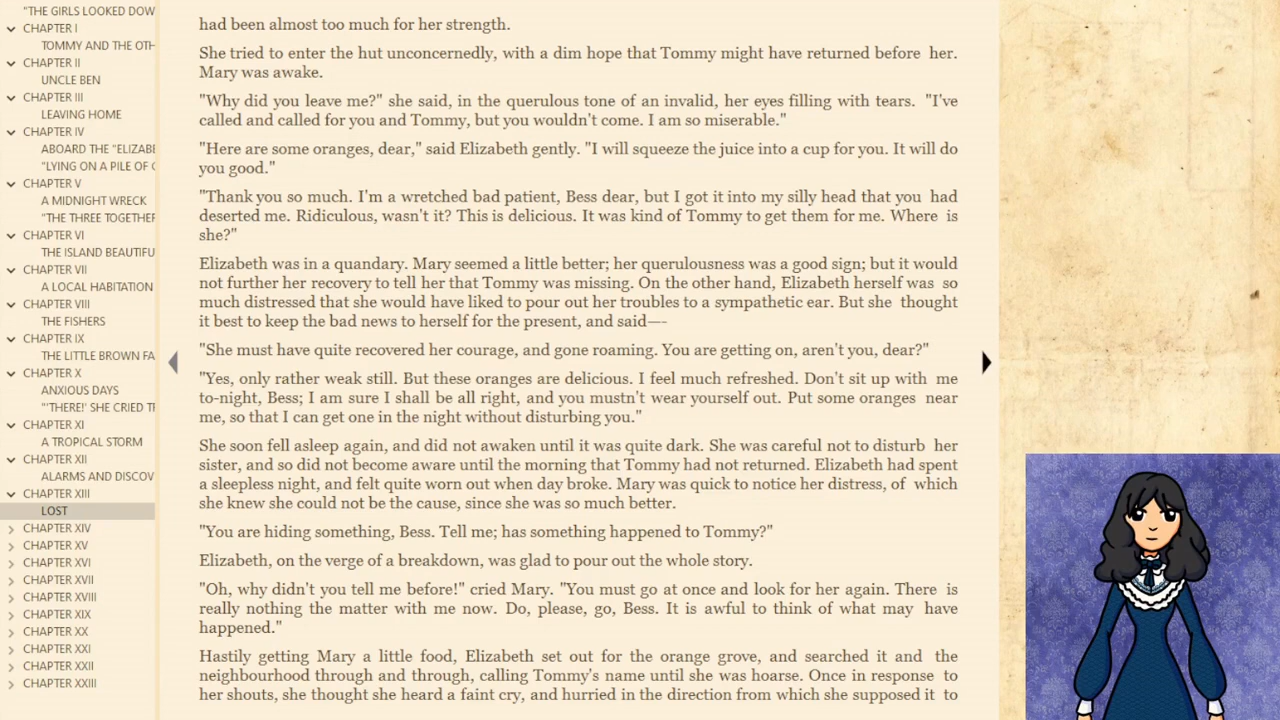 "THE GIRLS LOOKED DOW
CHAPTER I
TOMMY AND THE OTH
CHAPTER II
UNCLE BEN
CHAPTER III
LEAVING HOME
CHAPTER IV
ABOARD THE "ELIZABE
"LYING ON A PILE OF C
CHAPTER V
A MIDNIGHT WRECK
"THE THREE TOGETHER
CHAPTER VI
THE ISLAND BEAUTIFU
CHAPTER VII
A LOCAL HABITATION
CHAPTER VIII
THE FISHERS
CHAPTER IX
THE LITTLE BROWN FA
CHAPTER X
ANXIOUS DAYS
"'THERE!' SHE CRIED TR
CHAPTER XI
A TROPICAL STORM
CHAPTER XII
ALARMS AND DISCOV
CHAPTER XIII
LOST
CHAPTER XIV
CHAPTER XV
CHAPTER XVI
CHAPTER XVII
CHAPTER XVIII
CHAPTER XIX
CHAPTER XX
CHAPTER XXI
CHAPTER XXII
CHAPTER XXIII
had been almost too much for her strength.
She tried to enter the hut unconcernedly, with a dim hope that Tommy might have returned before her.
Mary was awake.
"Why did you leave me?" she said, in the querulous tone of an invalid, her eyes filling with tears. "I've
called and called for you and Tommy, but you wouldn't come. I am so miserable."
"Here are some oranges, dear," said Elizabeth gently. "I will squeeze the juice into a cup for you. It will do
you good."
"Thank you so much. I'm a wretched bad patient, Bess dear, but I got it into my silly head that you had
deserted me. Ridiculous, wasn't it? This is delicious. It was kind of Tommy to get them for me. Where is
she?"
Elizabeth was in a quandary. Mary seemed a little better; her querulousness was a good sign; but it would
not further her recovery to tell her that Tommy was missing. On the other hand, Elizabeth herself was so
much distressed that she would have liked to pour out her troubles to a sympathetic ear. But she thought
it best to keep the bad news to herself for the present, and said—-
"She must have quite recovered her courage, and gone roaming. You are getting on, aren't you, dear?"
"Yes, only rather weak still. But these oranges are delicious. I feel much refreshed. Don't sit up with me
to-night, Bess; I am sure I shall be all right, and you mustn't wear yourself out. Put some oranges near
me, so that I can get one in the night without disturbing you."
She soon fell asleep again, and did not awaken until it was quite dark. She was careful not to disturb her
sister, and so did not become aware until the morning that Tommy had not returned. Elizabeth had spent
a sleepless night, and felt quite worn out when day broke. Mary was quick to notice her distress, of which
she knew she could not be the cause, since she was so much better.
"You are hiding something, Bess. Tell me; has something happened to Tommy?"
Elizabeth, on the verge of a breakdown, was glad to pour out the whole story.
"Oh, why didn't you tell me before!" cried Mary. "You must go at once and look for her again. There is
really nothing the matter with me now. Do, please, go, Bess. It is awful to think of what may have
happened."
Hastily getting Mary a little food, Elizabeth set out for the orange grove, and searched it and the
neighbourhood through and through, calling Tommy's name until she was hoarse. Once in response to
her shouts, she thought she heard a faint cry, and hurried in the direction from which she supposed it to